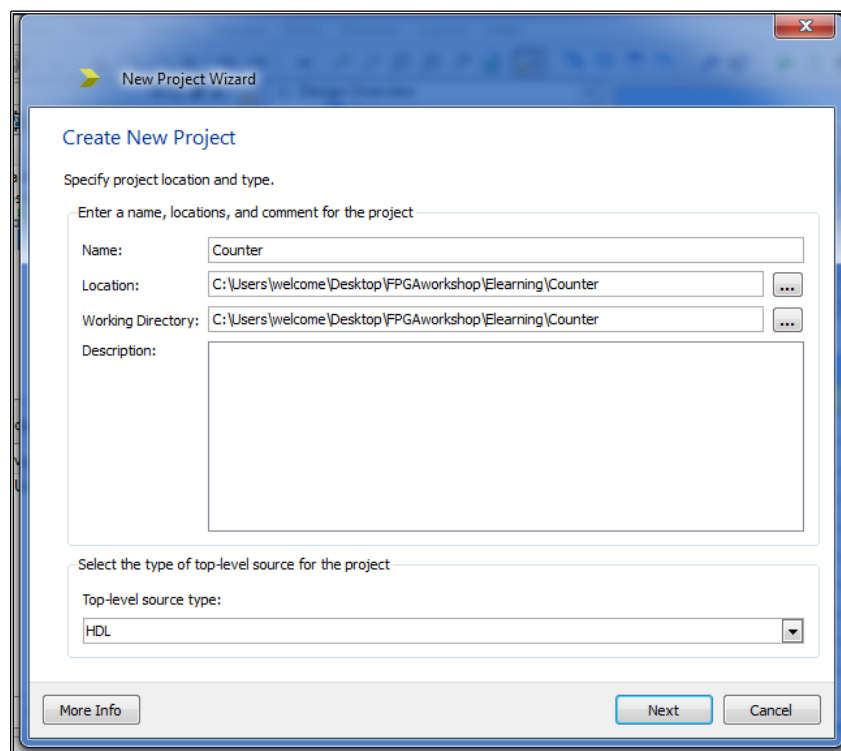 New Project Wizard
Create New Project
Specify project location and type.
Enter a name, locations, and comment for the project
Name:
Counter
Location:
C:\Users\welcome\Desktop\FPGAworkshop\Elearning\Counter
...
Working Directory:
C:\Users\welcome\Desktop\FPGAworkshop\Elearning\Counter
...
Description:
Select the type of top-level source for the project
Top-level source type:
HDL
More Info
Next
Cancel